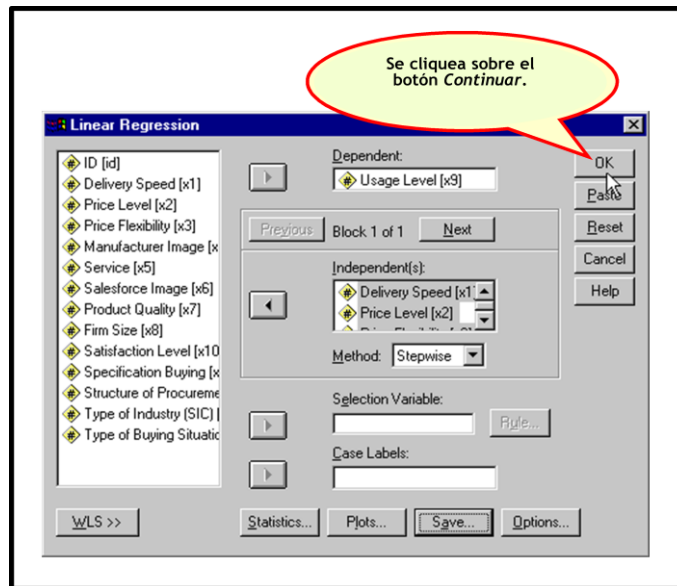 Se cliquea sobre el
botón Continuar.
Linear Regression
ID [id]
Delivery Speed [x1]
Price Level [x2]
Price Flexibility [x3]
Manufacturer Image [x
Service [x5]
Salesforce Image [x6]
Product Quality [x7]
Firm Size [x8]
Satisfaction Level [x10
Specification Buying [x
Structure of Procureme
Type of Industry (SIC) [
Type of Buying Situatio
Dependent:
Usage Level [x9]
Previous Block 1 of 1 Next
Independent(s):
Delivery Speed [x1]
Price Level [x2]
Method: Stepwise
Selection Variable:
Rule...
Case Labels:
OK
Paste
Reset
Cancel
Help
WLS >> Statistics... Plots... Save... Options...